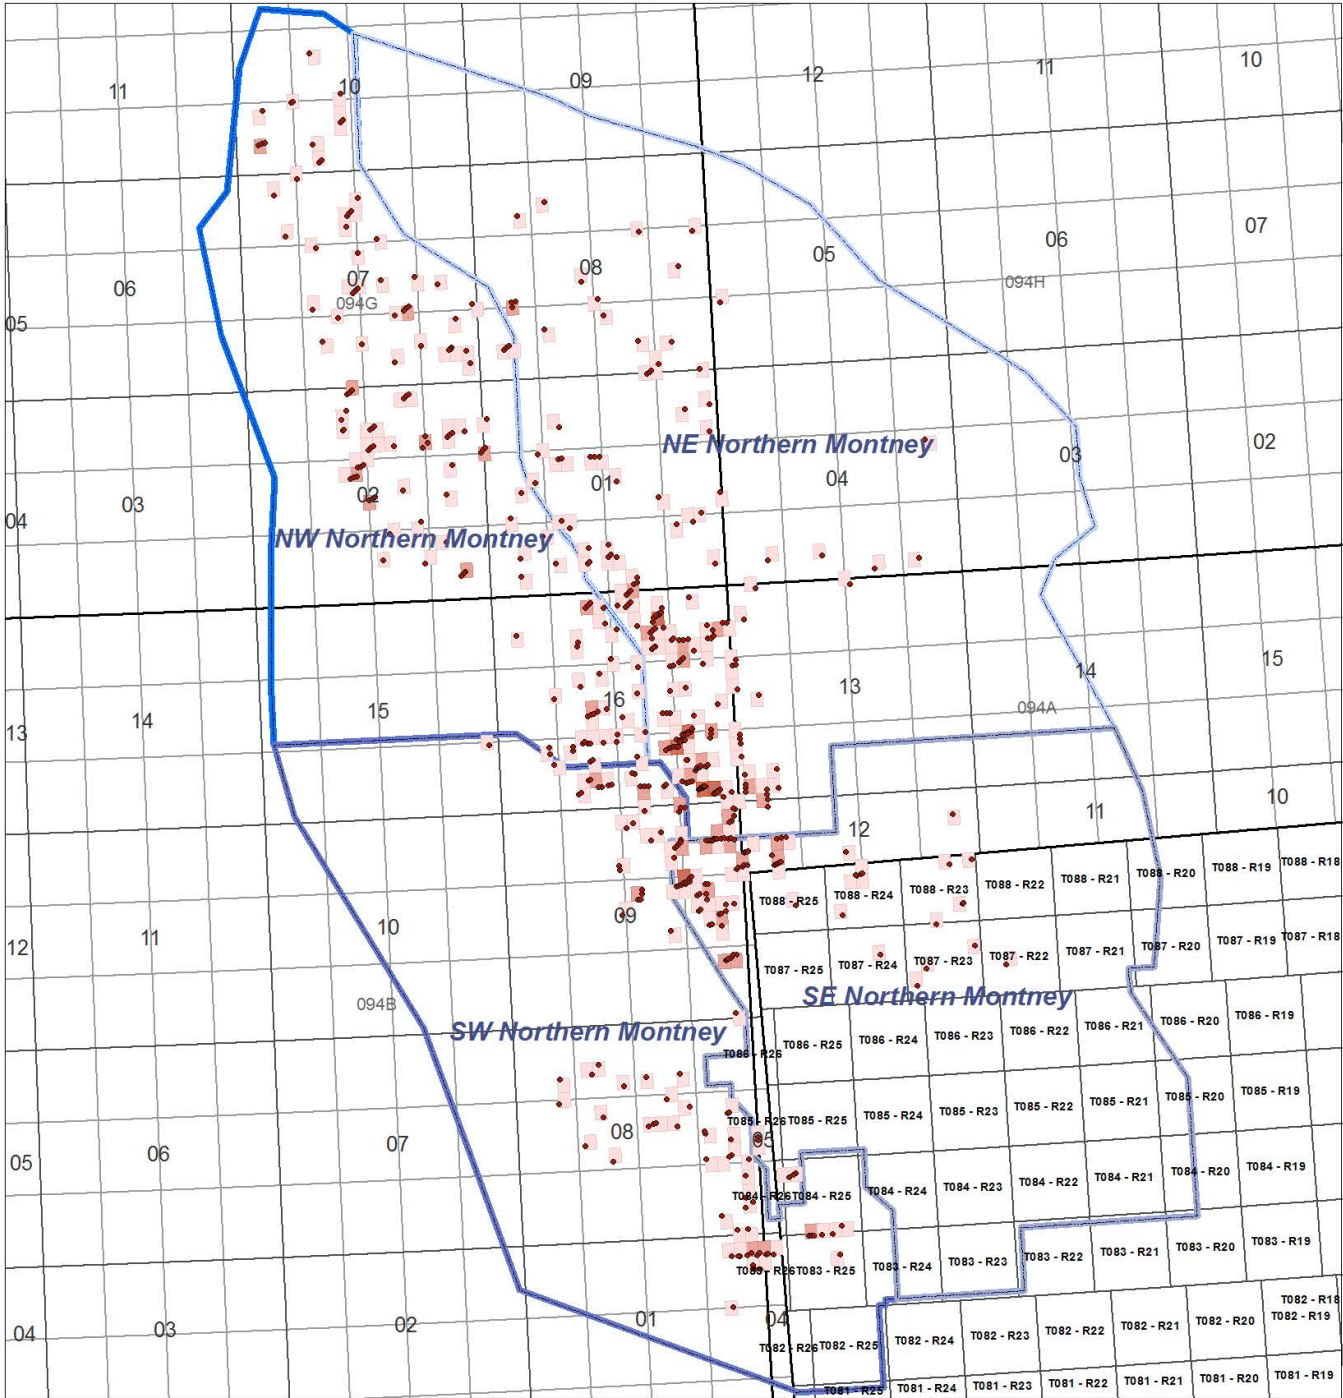 11
10
09
12
11
10
06
07
094G
08
05
094H
06
07
05
NE Northern Montney
03
02
04
03
02
01
04
NW Northern Montney
13
14
15
16
13
094A
14
15
12
11
10
T088 - R25
T088 - R24
T088 - R23
T088 - R22
T088 - R21
T088 - R20
T088 - R19
T088 - R18
12
11
10
09
T087 - R25
T087 - R24
T087 - R23
T087 - R22
T087 - R21
T087 - R20
T087 - R19
T087 - R18
SE Northern Montney
094B
SW Northern Montney
T086 - R26
T086 - R25
T086 - R24
T086 - R23
T086 - R22
T086 - R21
T086 - R20
T086 - R19
T085 - R26
T085 - R25
T085 - R24
T085 - R23
T085 - R22
T085 - R21
T085 - R20
T085 - R19
05
06
07
08
05
T084 - R26
T084 - R25
T084 - R24
T084 - R23
T084 - R22
T084 - R21
T084 - R20
T084 - R19
T083 - R26
T083 - R25
T083 - R24
T083 - R23
T083 - R22
T083 - R21
T083 - R20
T083 - R19
04
03
02
01
04
T082 - R26
T082 - R25
T082 - R24
T082 - R23
T082 - R22
T082 - R21
T082 - R20
T082 - R19
T082 - R18
T081 - R25
T081 - R24
T081 - R23
T081 - R22
T081 - R21
T081 - R20
T081 - R19